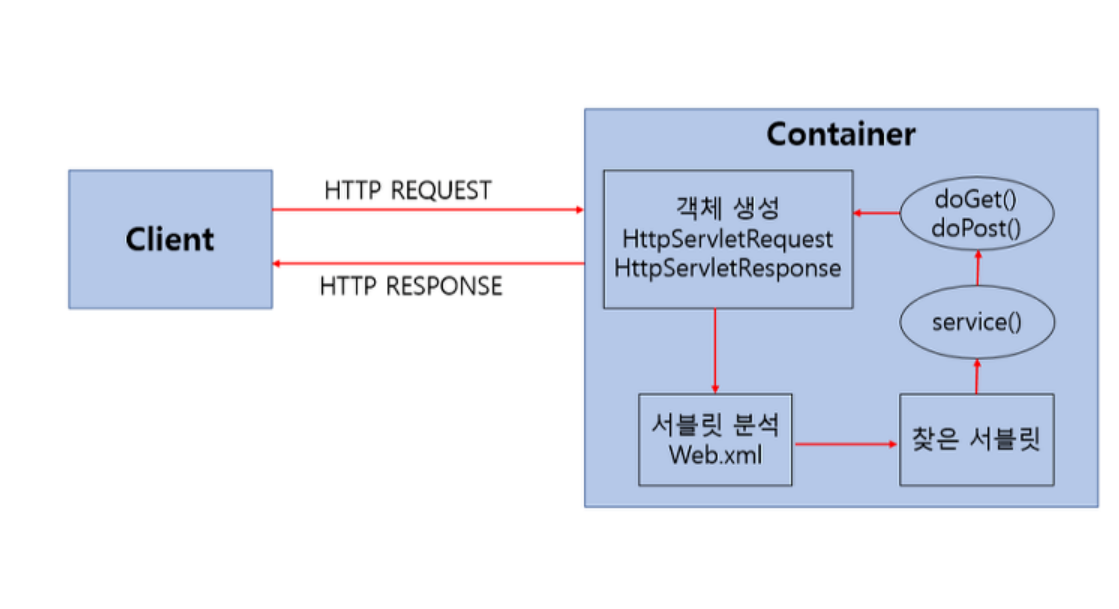 Container
HTTP REQUEST
Client
HTTP RESPONSE
객체 생성
HttpServletRequest
HttpServletResponse
doGet()
doPost()
service()
서블릿 분석
Web.xml
찾은 서블릿